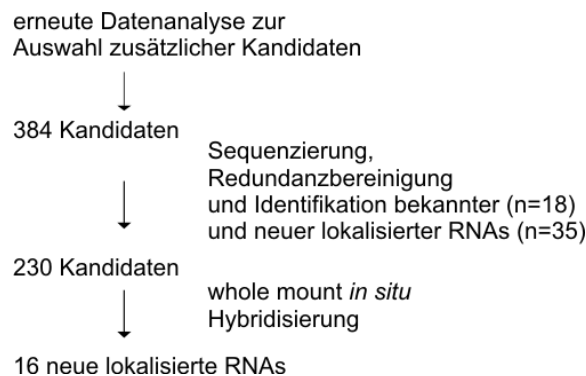 erneute Datenanalyse zur
Auswahl zusätzlicher Kandidaten
384 Kandidaten
Sequenzierung,
Redundanzbereinigung
und Identifikation bekannter (n=18)
und neuer lokalisierter RNAs (n=35)
230 Kandidaten
whole mount in situ
Hybridisierung
16 neue lokalisierte RNAs